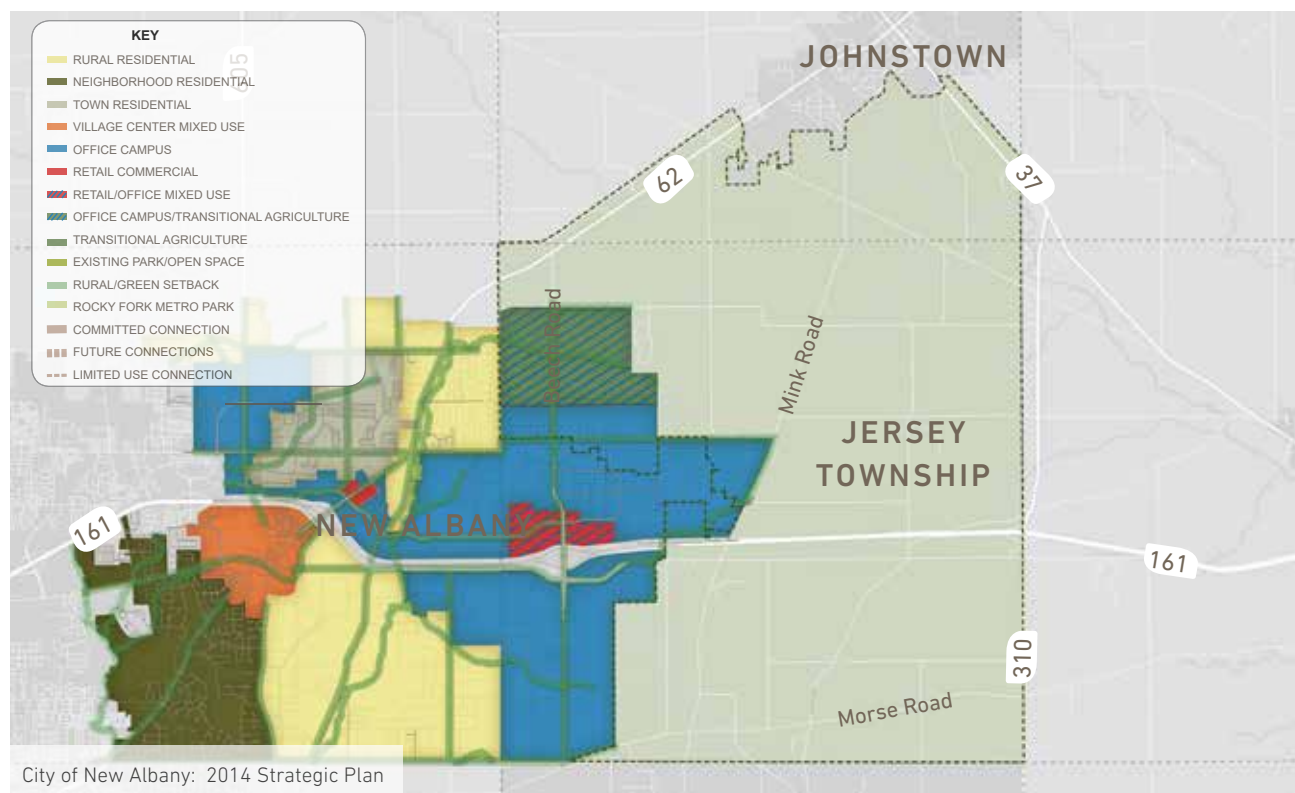 KEY
RURAL RESIDENTIAL
NEIGHBORHOOD RESIDENTIAL
TOWN RESIDENTIAL
VILLAGE CENTER MIXED USE
OFFICE CAMPUS
RETAIL COMMERCIAL
RETAIL/OFFICE MIXED USE
OFFICE CAMPUS/TRANSITIONAL AGRICULTURE
TRANSITIONAL AGRICULTURE
EXISTING PARK/OPEN SPACE
RURAL/GREEN SETBACK
ROCKY FORK METRO PARK
COMMITTED CONNECTION
FUTURE CONNECTIONS
LIMITED USE CONNECTION
JOHNSTOWN
62
37
Mink Road
JERSEY
TOWNSHIP
NEW ALBANY
161
161
310
Morse Road
City of New Albany: 2014 Strategic Plan